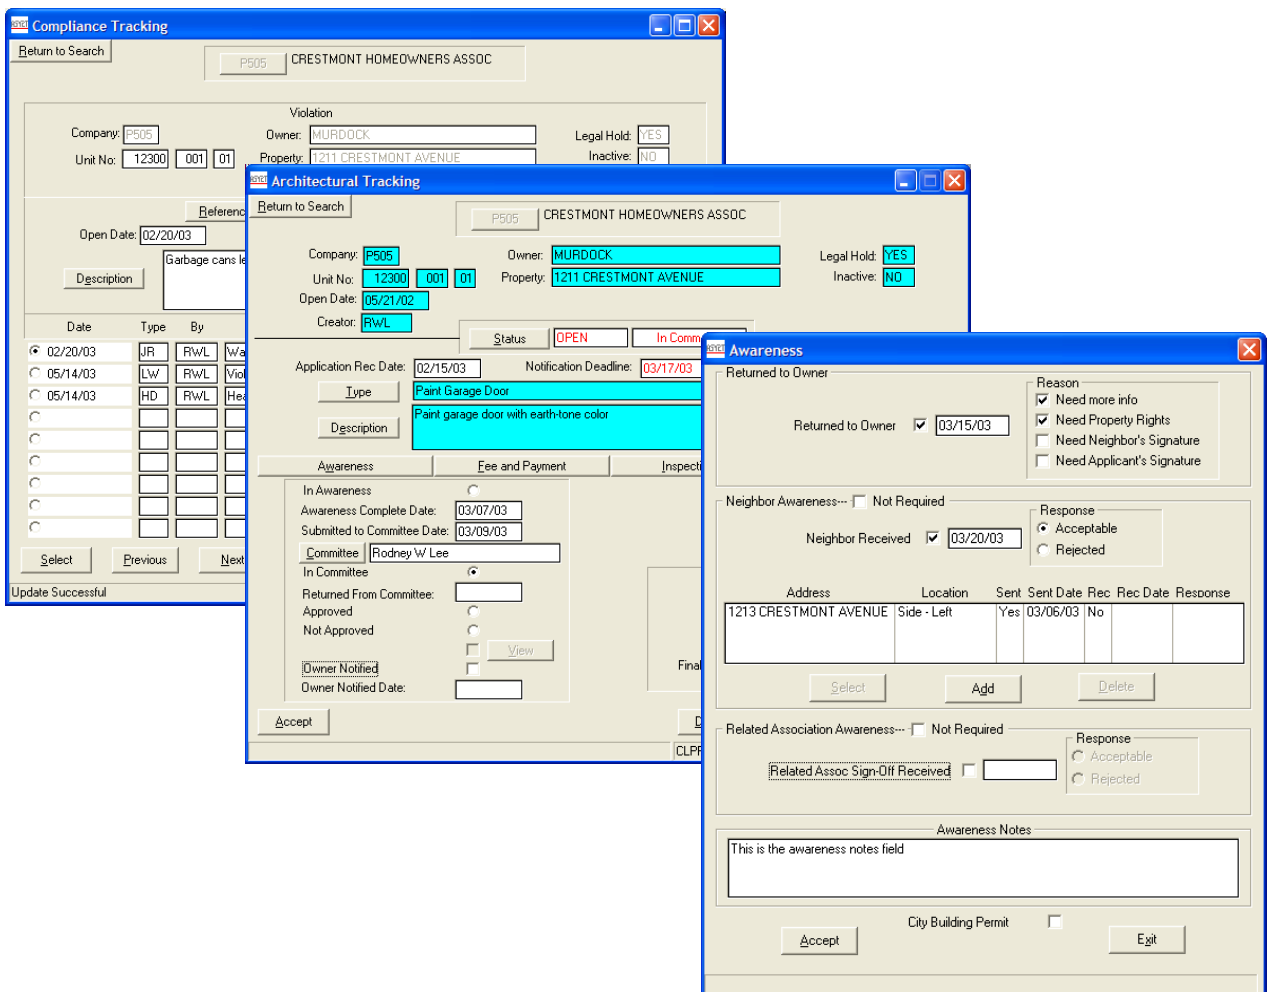 Compliance Tracking
Return to Search
P505 CRESTMONT HOMEOWNERS ASSOC
Violation
Company: P505 Owner: MURDOCK Legal Hold: YES
Unit No: 12300 001 01 Property: 1211 CRESTMONT AVENUE Inactive: NO
Referenc
Open Date: 02/20/03
Description Garbage cans le
Date Type By
02/20/03 JR RWL Wa
05/14/03 LW RWL Viol
05/14/03 HD RWL Hea
Select Previous Next
Update Successful
Architectural Tracking
Return to Search
P505 CRESTMONT HOMEOWNERS ASSOC
Company: P505 Owner: MURDOCK Legal Hold: YES
Unit No: 12300 001 01 Property: 1211 CRESTMONT AVENUE Inactive: NO
Open Date: 05/21/02
Creator: RWL
Status OPEN In Comm
Application Rec Date: 02/15/03 Notification Deadline: 03/17/03
Type Paint Garage Door
Description Paint garage door with earth-tone color
Awareness Fee and Payment Inspecti
In Awareness
Awareness Complete Date: 03/07/03
Submitted to Committee Date: 03/09/03
Committee Rodney W Lee
In Committee
Returned From Committee:
Approved
Not Approved
View
Owner Notified Final
Owner Notified Date:
Accept D
CLPF
Awareness
Returned to Owner
Reason
Returned to Owner 03/15/03
Need more info
Need Property Rights
Need Neighbor's Signature
Need Applicant's Signature
Neighbor Awareness--- Not Required
Response
Neighbor Received 03/20/03
Acceptable
Rejected
Address Location Sent Sent Date Rec Rec Date Response
1213 CRESTMONT AVENUE Side - Left Yes 03/06/03 No
Select Add Delete
Related Association Awareness--- Not Required
Response
Related Assoc Sign-Off Received
Acceptable
Rejected
Awareness Notes
This is the awareness notes field
City Building Permit
Accept Exit